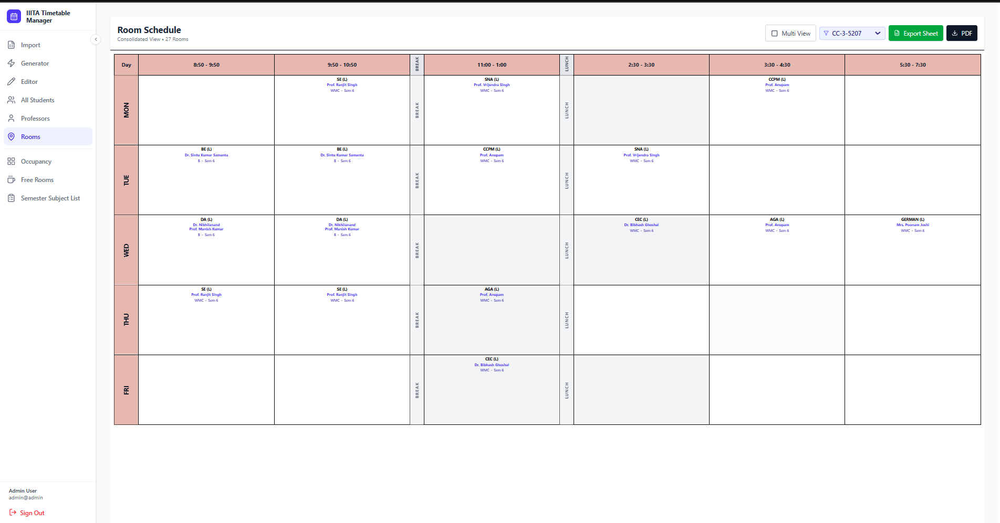 IIITA Timetable
Manager
Import
Generator
Editor
All Students
Professors
Rooms
Occupancy
Free Rooms
Semester Subject List
Admin User
admin@admin
Sign Out
Room Schedule
Consolidated View • 27 Rooms
Multi View
CC-3-5207
Export Sheet
PDF
Day
8:50 - 9:50
9:50 - 10:50
BREAK
11:00 - 1:00
LUNCH
2:30 - 3:30
3:30 - 4:30
5:30 - 7:30
MON
SE (L)
Prof. Ranjit Singh
WMC • Sem 6
BREAK
SNA (L)
Prof. Vrijendra Singh
WMC • Sem 6
LUNCH
CCPM (L)
Prof. Anupam
WMC • Sem 6
TUE
BE (L)
Dr. Sintu Kumar Samanta
B • Sem 6
BE (L)
Dr. Sintu Kumar Samanta
B • Sem 6
BREAK
CCPM (L)
Prof. Anupam
WMC • Sem 6
LUNCH
SNA (L)
Prof. Vrijendra Singh
WMC • Sem 6
WED
DA (L)
Dr. Nikhilanand
Prof. Manish Kumar
B • Sem 6
DA (L)
Dr. Nikhilanand
Prof. Manish Kumar
B • Sem 6
BREAK
LUNCH
CEC (L)
Dr. Bibhash Ghoshal
WMC • Sem 6
AGA (L)
Prof. Anupam
WMC • Sem 6
GERMAN (L)
Mrs. Poonam Joshi
WMC • Sem 6
THU
SE (L)
Prof. Ranjit Singh
WMC • Sem 6
SE (L)
Prof. Ranjit Singh
WMC • Sem 6
BREAK
AGA (L)
Prof. Anupam
WMC • Sem 6
LUNCH
FRI
BREAK
CEC (L)
Dr. Bibhash Ghoshal
WMC • Sem 6
LUNCH